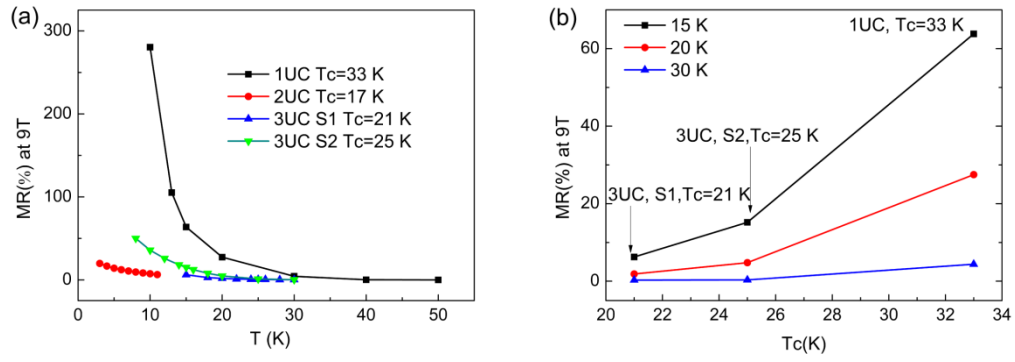 (a)
300
200
100
0
MR(%) at 9T
1UC Tc=33 K
2UC Tc=17 K
3UC S1 Tc=21 K
3UC S2 Tc=25 K
0 10 20 30 40 50
T (K)
(b)
60
40
20
0
MR(%) at 9T
15 K
20 K
30 K
1UC, Tc=33 K
3UC, S2,Tc=25 K
3UC, S1,Tc=21 K
20 22 24 26 28 30 32 34
Tc(K)